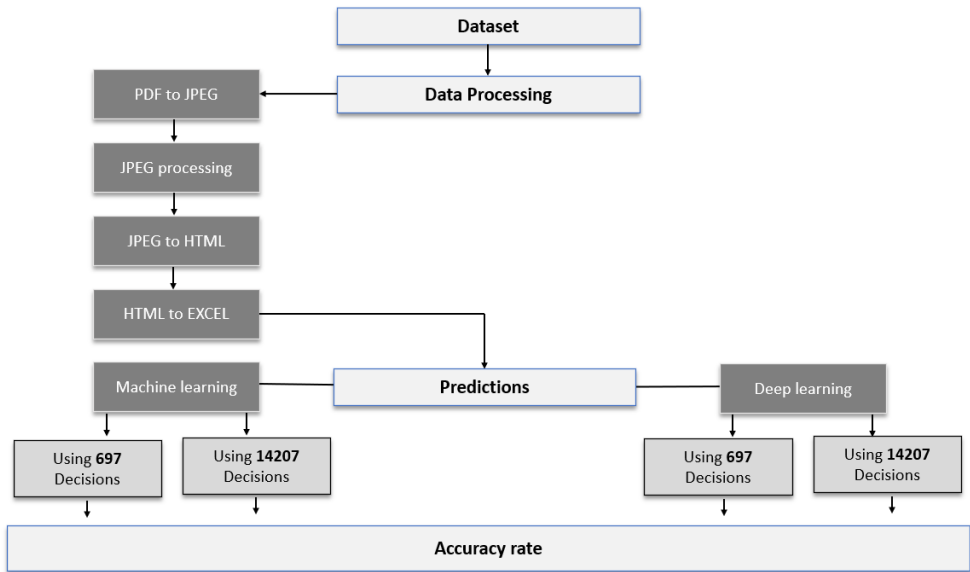 Dataset
Data Processing
PDF to JPEG
JPEG processing
JPEG to HTML
HTML to EXCEL
Machine learning
Predictions
Deep learning
Using 697
Decisions
Using 14207
Decisions
Using 697
Decisions
Using 14207
Decisions
Accuracy rate